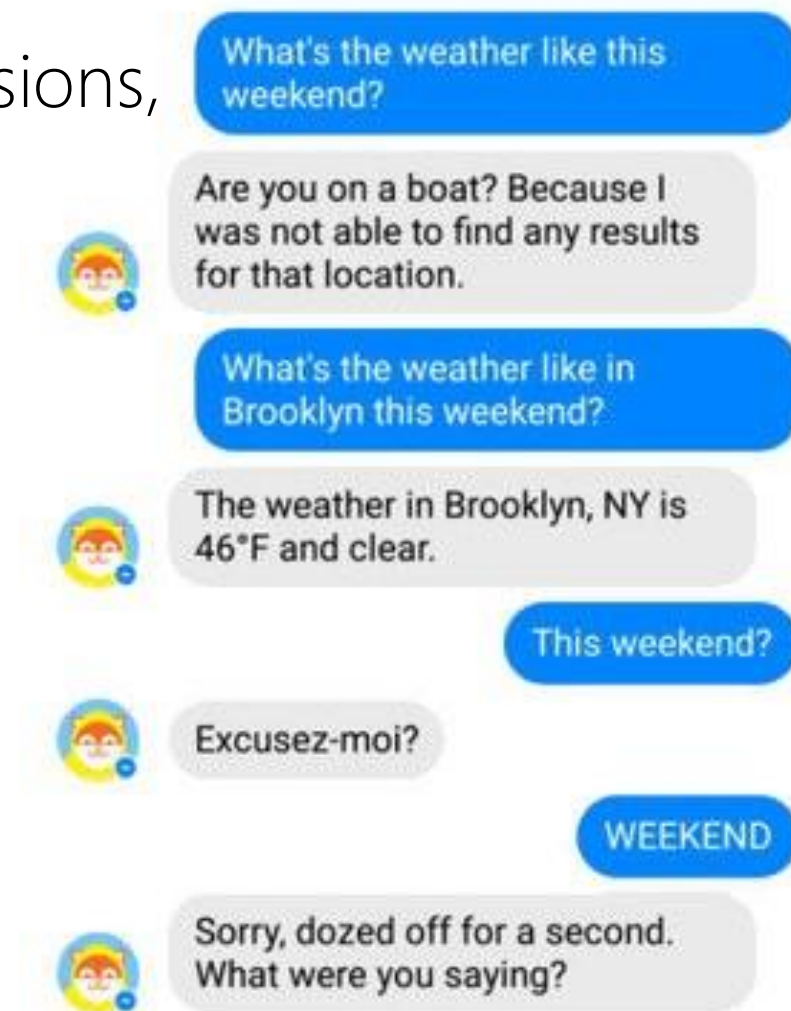 sions,
What's the weather like this
weekend?
Are you on a boat? Because I
was not able to find any results
for that location.
What's the weather like in
Brooklyn this weekend?
The weather in Brooklyn, NY is
46°F and clear.
This weekend?
Excusez-moi?
WEEKEND
Sorry, dozed off for a second.
What were you saying?